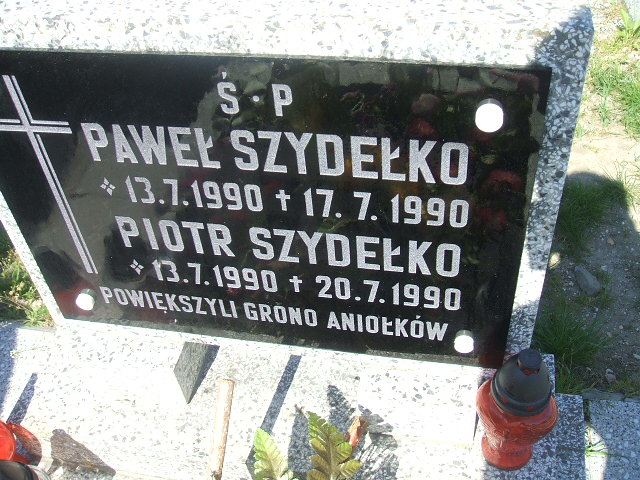 Ś.P
PAWEŁ SZYDEŁKO
13.7.1990 + 17.7.1990
PIOTR SZYDEŁKO
13.7.1990 + 20.7.1990
POWIĘKSZYLI GRONO ANIOŁKÓW